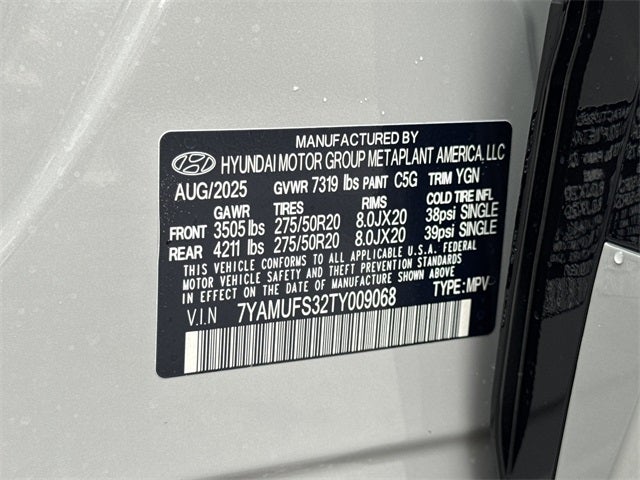 MANUFACTURED BY
HYUNDAI MOTOR GROUP METAPLANT AMERICA, LLC
AUG/2025 GVWR 7319 lbs PAINT C5G TRIM YGN
GAWR TIRES RIMS COLD TIRE INFL
FRONT 3505 lbs 275/50R20 8.0JX20 38psi SINGLE
REAR 4211 lbs 275/50R20 8.0JX20 39psi SINGLE
THIS VEHICLE CONFORMS TO ALL APPLICABLE U.S.A. FEDERAL
MOTOR VEHICLE SAFETY AND THEFT PREVENTION STANDARDS
IN EFFECT ON THE DATE OF MANUFACTURE SHOWN ABOVE.
V.I.N 7YAMUFS32TY009068 TYPE: MPV